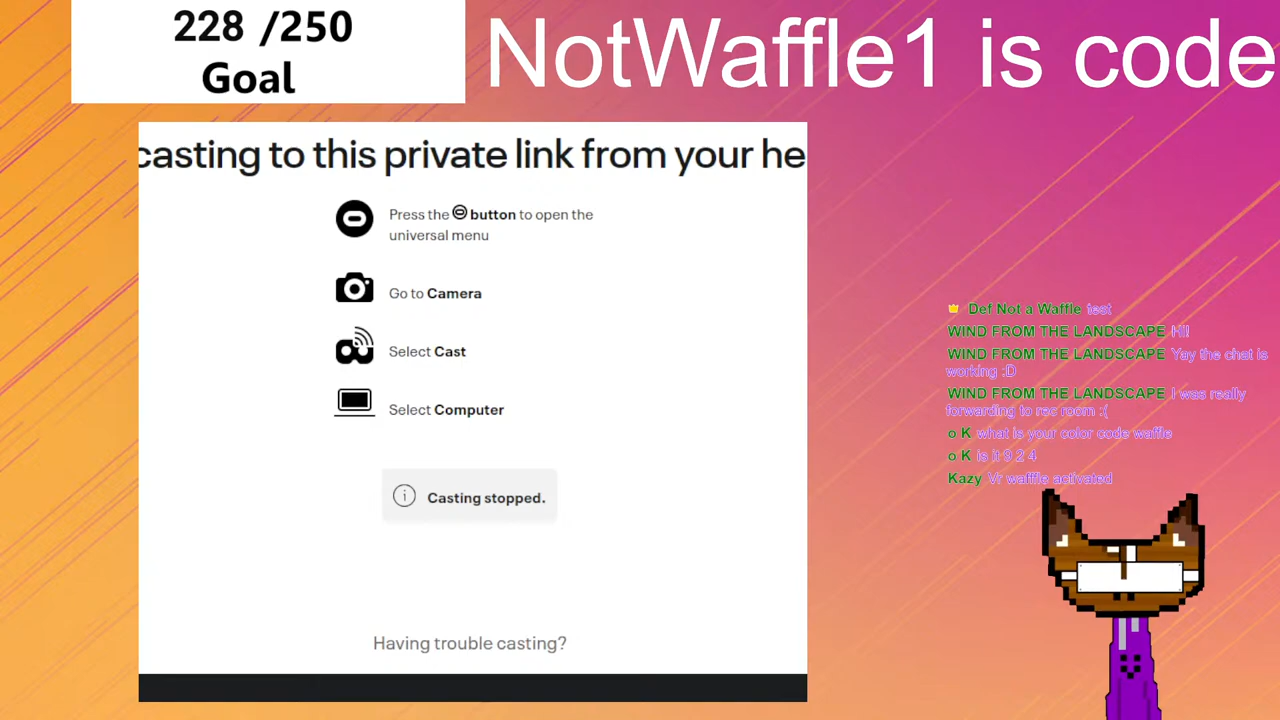 228 /250
Goal
NotWaffle1 is code
casting to this private link from your he
Press the button to open the
universal menu
Go to Camera
Select Cast
Select Computer
Casting stopped.
Having trouble casting?
Def Not a Waffle test
WIND FROM THE LANDSCAPE Hi!
WIND FROM THE LANDSCAPE Yay the chat is
working :D
WIND FROM THE LANDSCAPE I was really
forwarding to rec room :(
o K what is your color code waffle
o K is it 9 2 4
Kazy Vr wafffle activated